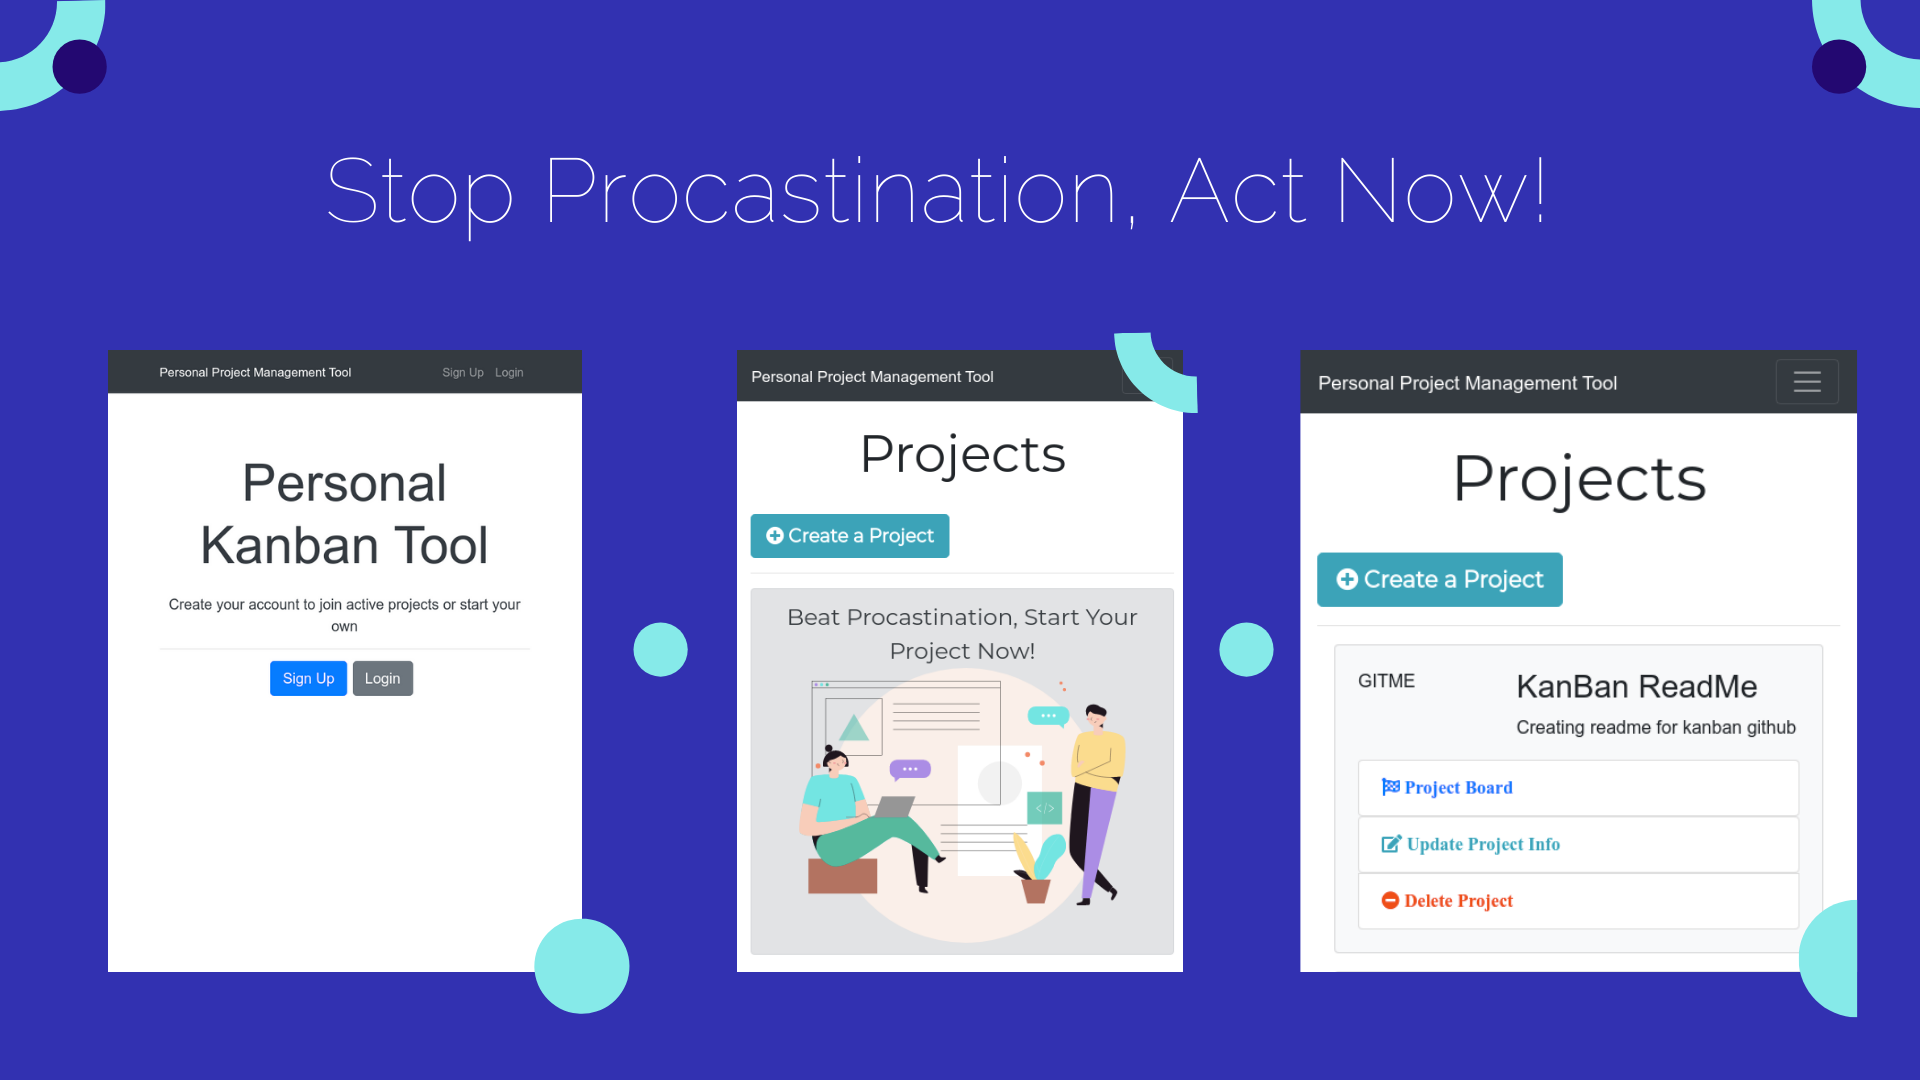 Stop Procastination, Act Now!
Personal Project Management Tool
Sign Up Login
Personal
Kanban Tool
Create your account to join active projects or start your
own
Sign Up Login
Personal Project Management Tool
Projects
Create a Project
Beat Procastination, Start Your
Project Now!
</>
Personal Project Management Tool
Projects
Create a Project
GITME
KanBan ReadMe
Creating readme for kanban github
Project Board
Update Project Info
Delete Project